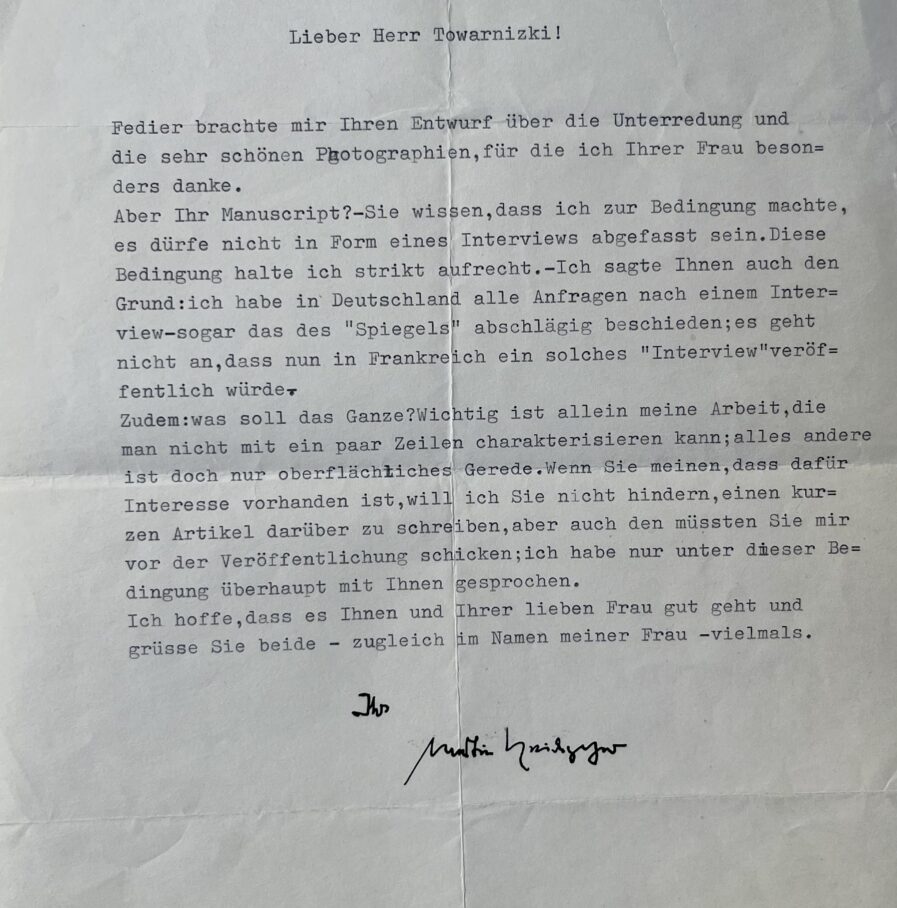 Lieber Herr Towarnizki!
Fedier brachte mir Ihren Entwurf über die Unterredung und
die sehr schönen Photographien,für die ich Ihrer Frau beson=
ders danke.
Aber Ihr Manuscript?-Sie wissen,dass ich zur Bedingung machte,
es dürfe nicht in Form eines Interviews abgefasst sein.Diese
Bedingung halte ich strikt aufrecht.-Ich sagte Ihnen auch den
Grund:ich habe in Deutschland alle Anfragen nach einem Inter=
view-sogar das des "Spiegels" abschlägig beschieden;es geht
nicht an,dass nun in Frankreich ein solches "Interview"veröf=
fentlich würde.
Zudem:was soll das Ganze?Wichtig ist allein meine Arbeit,die
man nicht mit ein paar Zeilen charakterisieren kann;alles andere
ist doch nur oberflächliches Gerede.Wenn Sie meinen,dass dafür
Interesse vorhanden ist,will ich Sie nicht hindern,einen kur=
zen Artikel darüber zu schreiben,aber auch den müssten Sie mir
vor der Veröffentlichung schicken;ich habe nur unter dieser Be=
dingung überhaupt mit Ihnen gesprochen.
Ich hoffe,dass es Ihnen und Ihrer lieben Frau gut geht und
grüsse Sie beide - zugleich im Namen meiner Frau -vielmals.
Ihr
Martin Heidegger